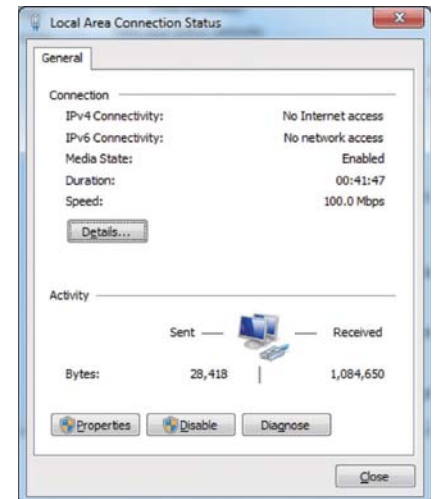 Local Area Connection Status
General
Connection
IPv4 Connectivity: No Internet access
IPv6 Connectivity: No network access
Media State: Enabled
Duration: 00:41:47
Speed: 100.0 Mbps
Details...
Activity
Sent Received
Bytes: 28,418 1,084,650
Properties Disable Diagnose
Close